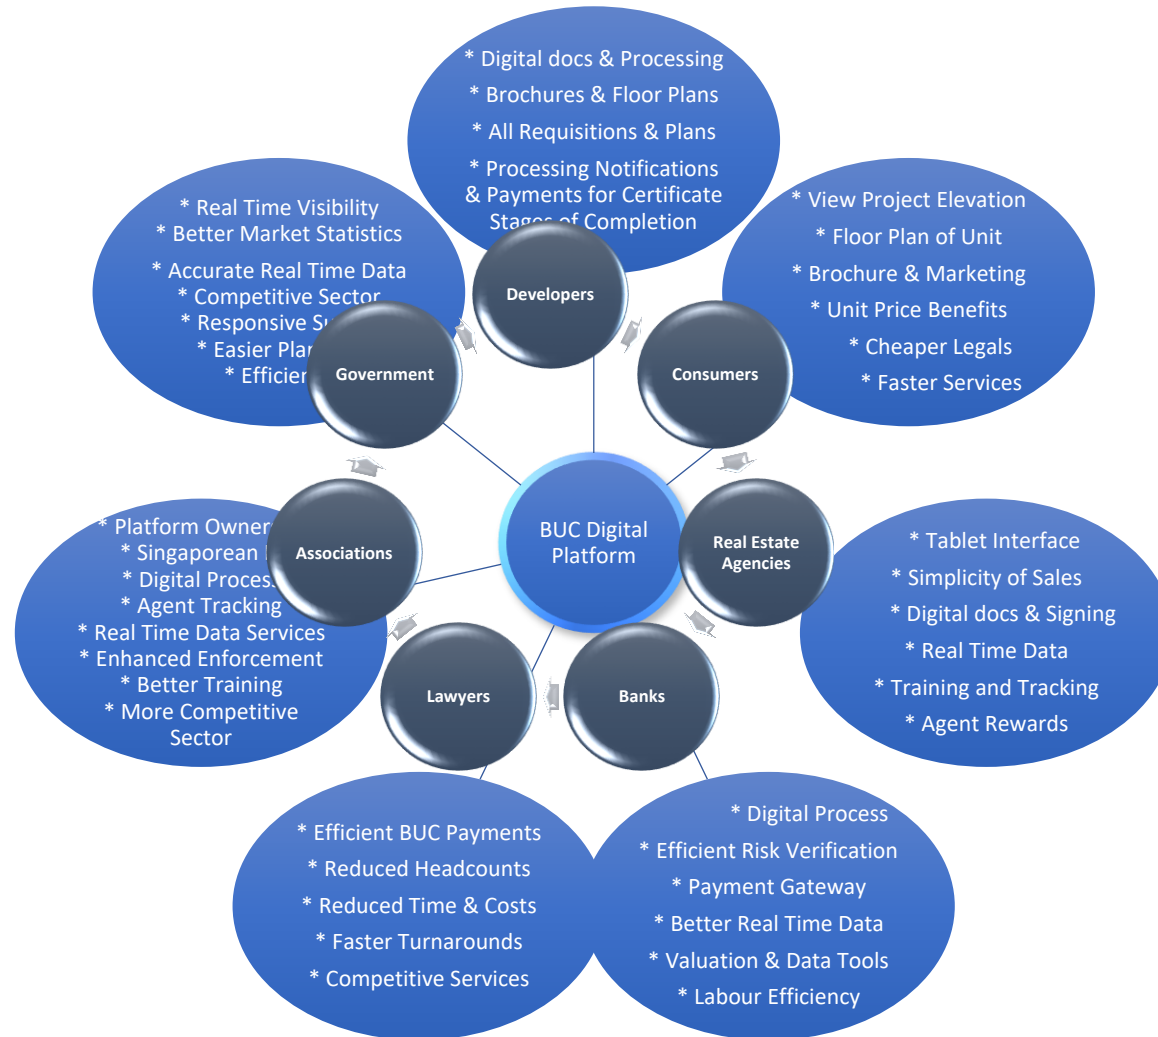 * Digital docs & Processing
* Brochures & Floor Plans
* All Requisitions & Plans
* Processing Notifications
& Payments for Certificate
Stages of Completion
Developers
* View Project Elevation
* Floor Plan of Unit
* Brochure & Marketing
* Unit Price Benefits
* Cheaper Legals
* Faster Services
Consumers
* Tablet Interface
* Simplicity of Sales
* Digital docs & Signing
* Real Time Data
* Training and Tracking
* Agent Rewards
Real Estate
Agencies
* Digital Process
* Efficient Risk Verification
* Payment Gateway
* Better Real Time Data
* Valuation & Data Tools
* Labour Efficiency
Banks
* Efficient BUC Payments
* Reduced Headcounts
* Reduced Time & Costs
* Faster Turnarounds
* Competitive Services
Lawyers
* Platform Owner
* Singaporean
* Digital Process
* Agent Tracking
* Real Time Data Services
* Enhanced Enforcement
* Better Training
* More Competitive
Sector
Associations
* Real Time Visibility
* Better Market Statistics
* Accurate Real Time Data
* Competitive Sector
* Responsive
* Easier
*
Government
BUC Digital
Platform